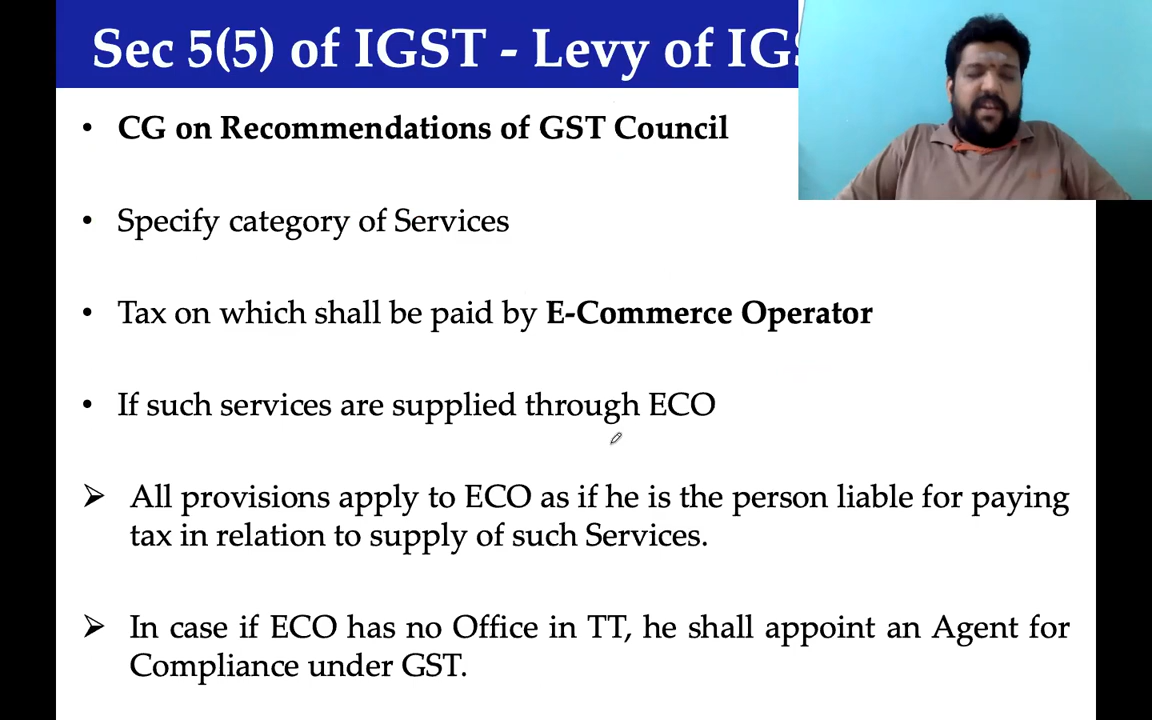 Sec 5(5) of IGST - Levy of
• CG on Recommendations of GST Council
• Specify category of Services
• Tax on which shall be paid by E-Commerce Operator
• If such services are supplied through ECO
➢ All provisions apply to ECO as if he is the person liable for paying
tax in relation to supply of such Services.
➢ In case if ECO has no Office in TT, he shall appoint an Agent for
Compliance under GST.